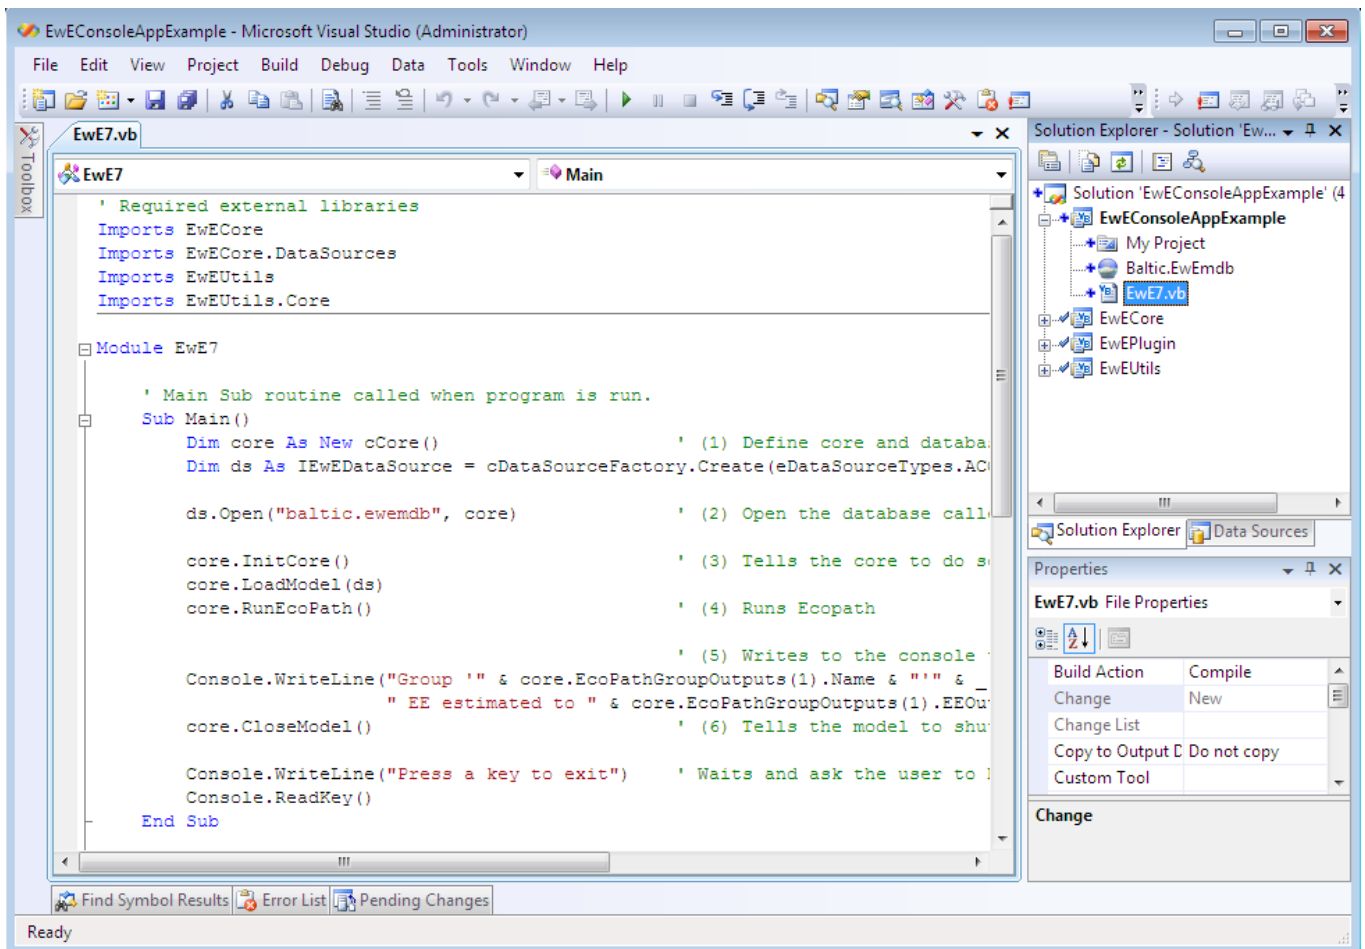 EwEConsoleAppExample - Microsoft Visual Studio (Administrator)
File Edit View Project Build Debug Data Tools Window Help
Toolbox
EwE7.vb
EwE7
Main
' Required external libraries
Imports EwECore
Imports EwECore.DataSources
Imports EwEUtils
Imports EwEUtils.Core
Module EwE7
' Main Sub routine called when program is run.
Sub Main()
Dim core As New cCore() ' (1) Define core and databa
Dim ds As IEwEDataSource = cDataSourceFactory.Create(eDataSourceTypes.AC
ds.Open("baltic.ewemdb", core) ' (2) Open the database call
core.InitCore() ' (3) Tells the core to do s
core.LoadModel(ds)
core.RunEcoPath() ' (4) Runs Ecopath
' (5) Writes to the console
Console.WriteLine("Group '" & core.EcoPathGroupOutputs(1).Name & "'" & _
" EE estimated to " & core.EcoPathGroupOutputs(1).EEOu
core.CloseModel() ' (6) Tells the model to shu
Console.WriteLine("Press a key to exit") ' Waits and ask the user to
Console.ReadKey()
End Sub
Solution Explorer - Solution 'Ew...
Solution 'EwEConsoleAppExample' (4
EwEConsoleAppExample
My Project
Baltic.EwEmdb
EwE7.vb
EwECore
EwEPlugin
EwEUtils
Solution Explorer
Data Sources
Properties
EwE7.vb File Properties
Build Action Compile
Change New
Change List
Copy to Output D Do not copy
Custom Tool
Change
Find Symbol Results
Error List
Pending Changes
Ready